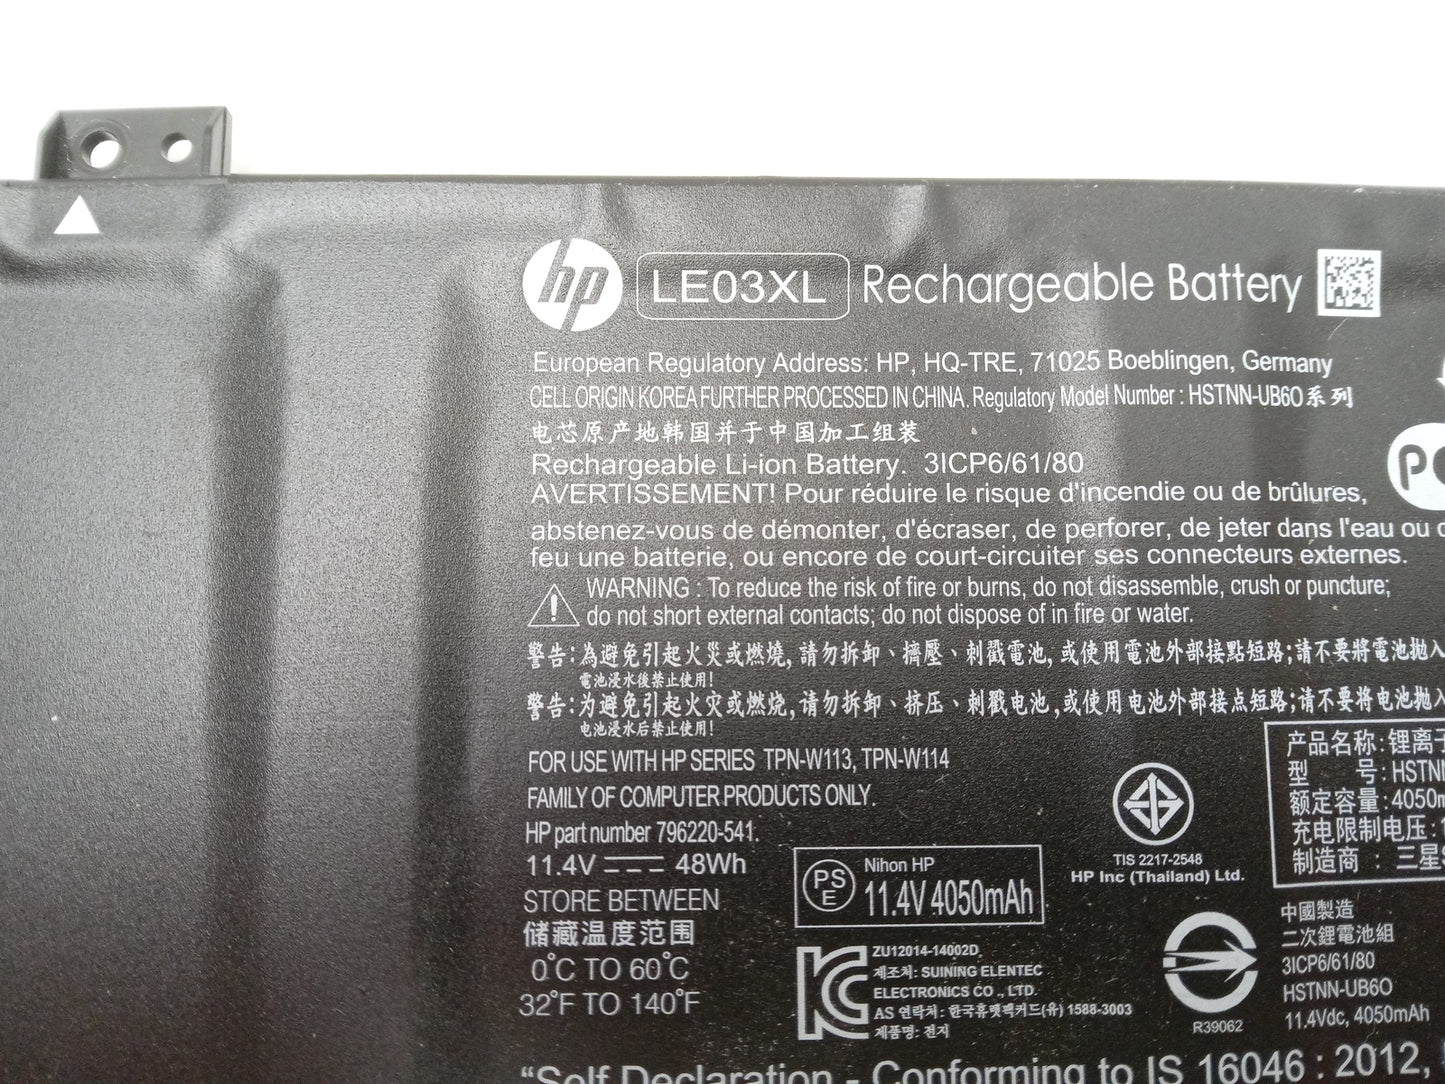 hp LE03XL Rechargeable Battery
European Regulatory Address: HP, HQ-TRE, 71025 Boeblingen, Germany
CELL ORIGIN KOREA FURTHER PROCESSED IN CHINA. Regulatory Model Number : HSTNN-UB6O系列
电芯原产地韩国并于中国加工组装
Rechargeable Li-ion Battery. 3ICP6/61/80
AVERTISSEMENT! Pour réduire le risque d'incendie ou de brûlures,
abstenez-vous de démonter, d'écraser, de perforer, de jeter dans l'eau ou
feu une batterie, ou encore de court-circuiter ses connecteurs externes.
WARNING : To reduce the risk of fire or burns, do not disassemble, crush or puncture;
do not short external contacts; do not dispose of in fire or water.
警告:為避免引起火災或燃燒,請勿拆卸、擠壓、刺戳電池,或使用電池外部接點短路;請不要將電池拋入
電池浸水後禁止使用!
警告:为避免引起火灾或燃烧,请勿拆卸、挤压、刺戳电池,或使用电池外部接点短路;请不要将电池抛入
电池浸水后禁止使用!
FOR USE WITH HP SERIES TPN-W113, TPN-W114
FAMILY OF COMPUTER PRODUCTS ONLY.
HP part number 796220-541.
11.4V 48Wh
STORE BETWEEN
储藏温度范围
0°C TO 60°C
32°F TO 140°F
PSE
Nihon HP
11.4V 4050mAh
ZU12014-14002D
제조처: SUINING ELENTEC
ELECTRONICS CO., LTD.
AS 연락처: 한국휴렛팩커드(유) 1588-3003
제품명: 전지
TIS 2217-2548
HP Inc (Thailand) Ltd.
产品名称:锂离子
型 号:HSTNN
额定容量:4050m
充电限制电压:
制造商 : 三星
R39062
中國製造
二次鋰電池組
3ICP6/61/80
HSTNN-UB6O
11.4Vdc, 4050mAh
"Self Declaration - Conforming to IS 16046 : 2012,